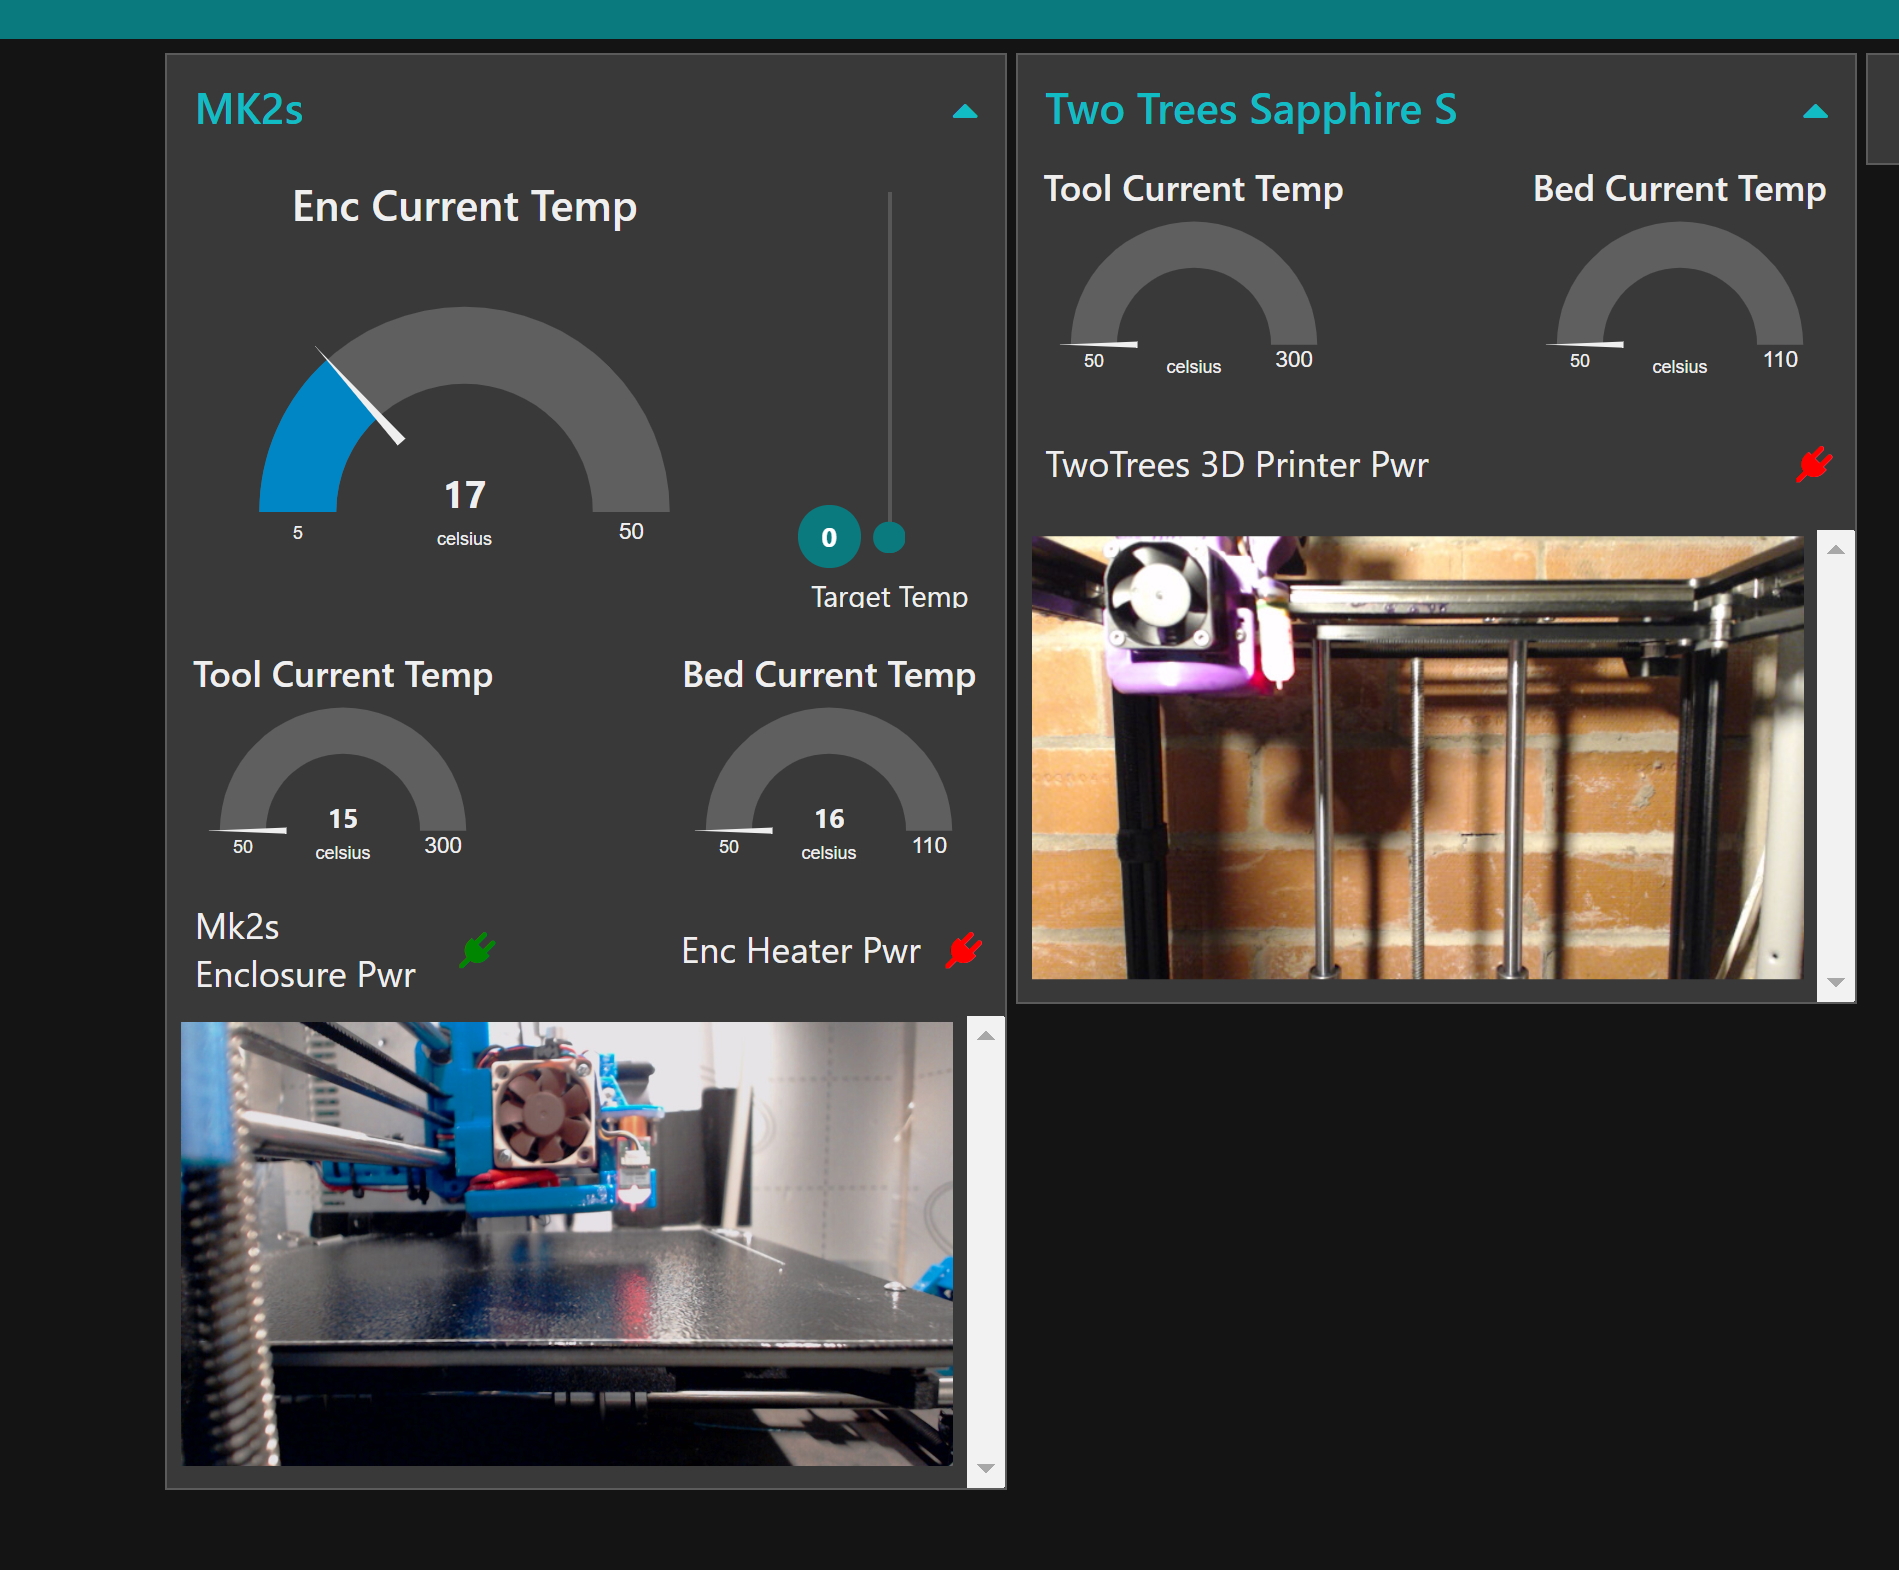 MK2s
Enc Current Temp
17
celsius
5
50
0
Target Temp
Tool Current Temp
Bed Current Temp
15
celsius
50
300
16
celsius
50
110
Mk2s
Enclosure Pwr
Enc Heater Pwr
Two Trees Sapphire S
Tool Current Temp
Bed Current Temp
50
celsius
300
50
celsius
110
TwoTrees 3D Printer Pwr